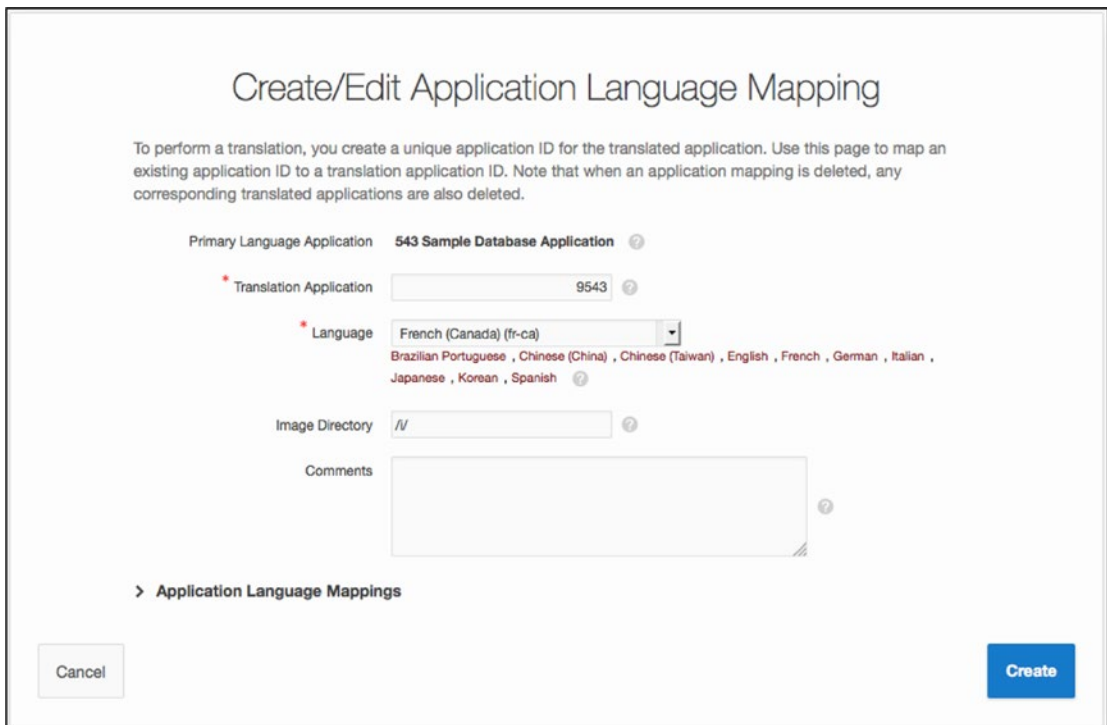 Create/Edit Application Language Mapping
To perform a translation, you create a unique application ID for the translated application. Use this page to map an
existing application ID to a translation application ID. Note that when an application mapping is deleted, any
corresponding translated applications are also deleted.
Primary Language Application 543 Sample Database Application ?
* Translation Application 9543 ?
* Language French (Canada) (fr-ca)
Brazilian Portuguese , Chinese (China) , Chinese (Taiwan) , English , French , German , Italian ,
Japanese , Korean , Spanish ?
Image Directory /i/ ?
Comments ?
> Application Language Mappings
Cancel Create